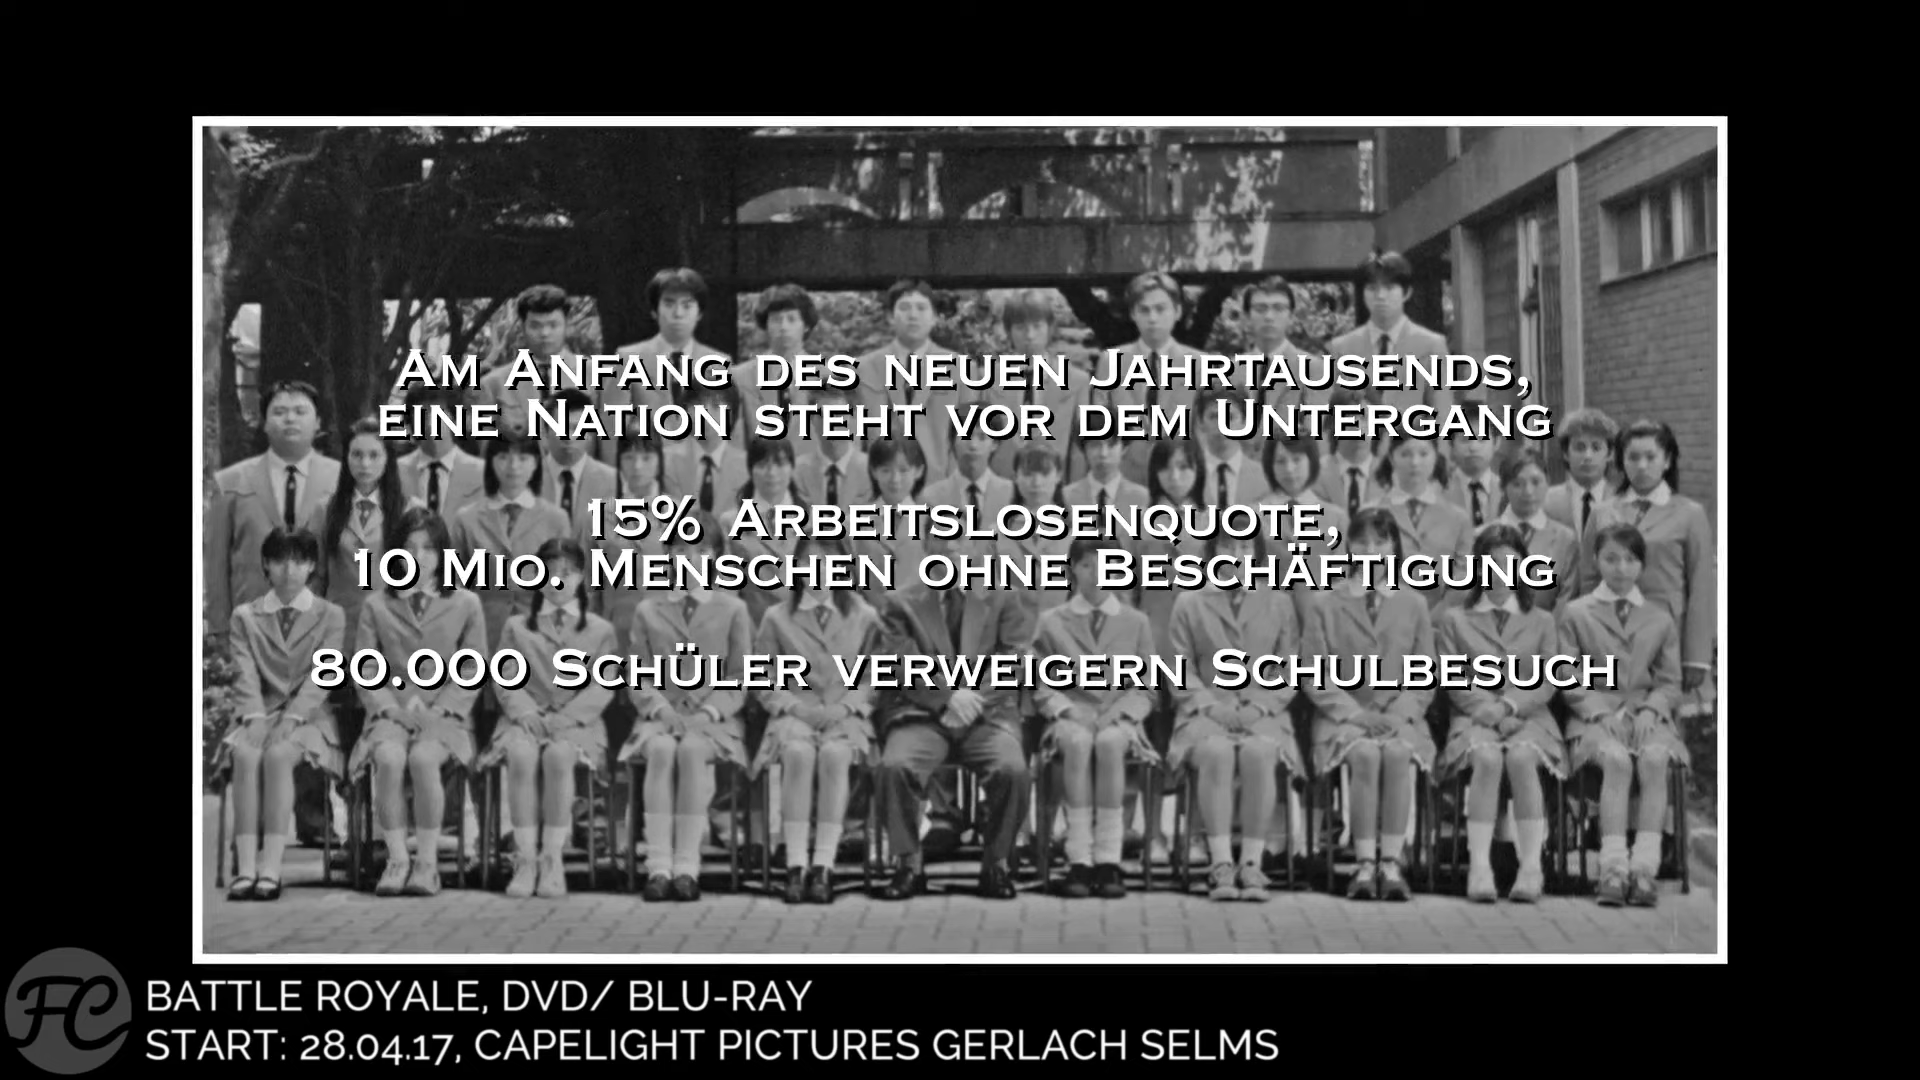 Am Anfang des neuen Jahrtausends,
eine Nation steht vor dem Untergang
15% Arbeitslosenquote,
10 Mio. Menschen ohne Beschäftigung
80.000 Schüler verweigern Schulbesuch
FC
BATTLE ROYALE, DVD/ BLU-RAY
START: 28.04.17, CAPELIGHT PICTURES GERLACH SELMS